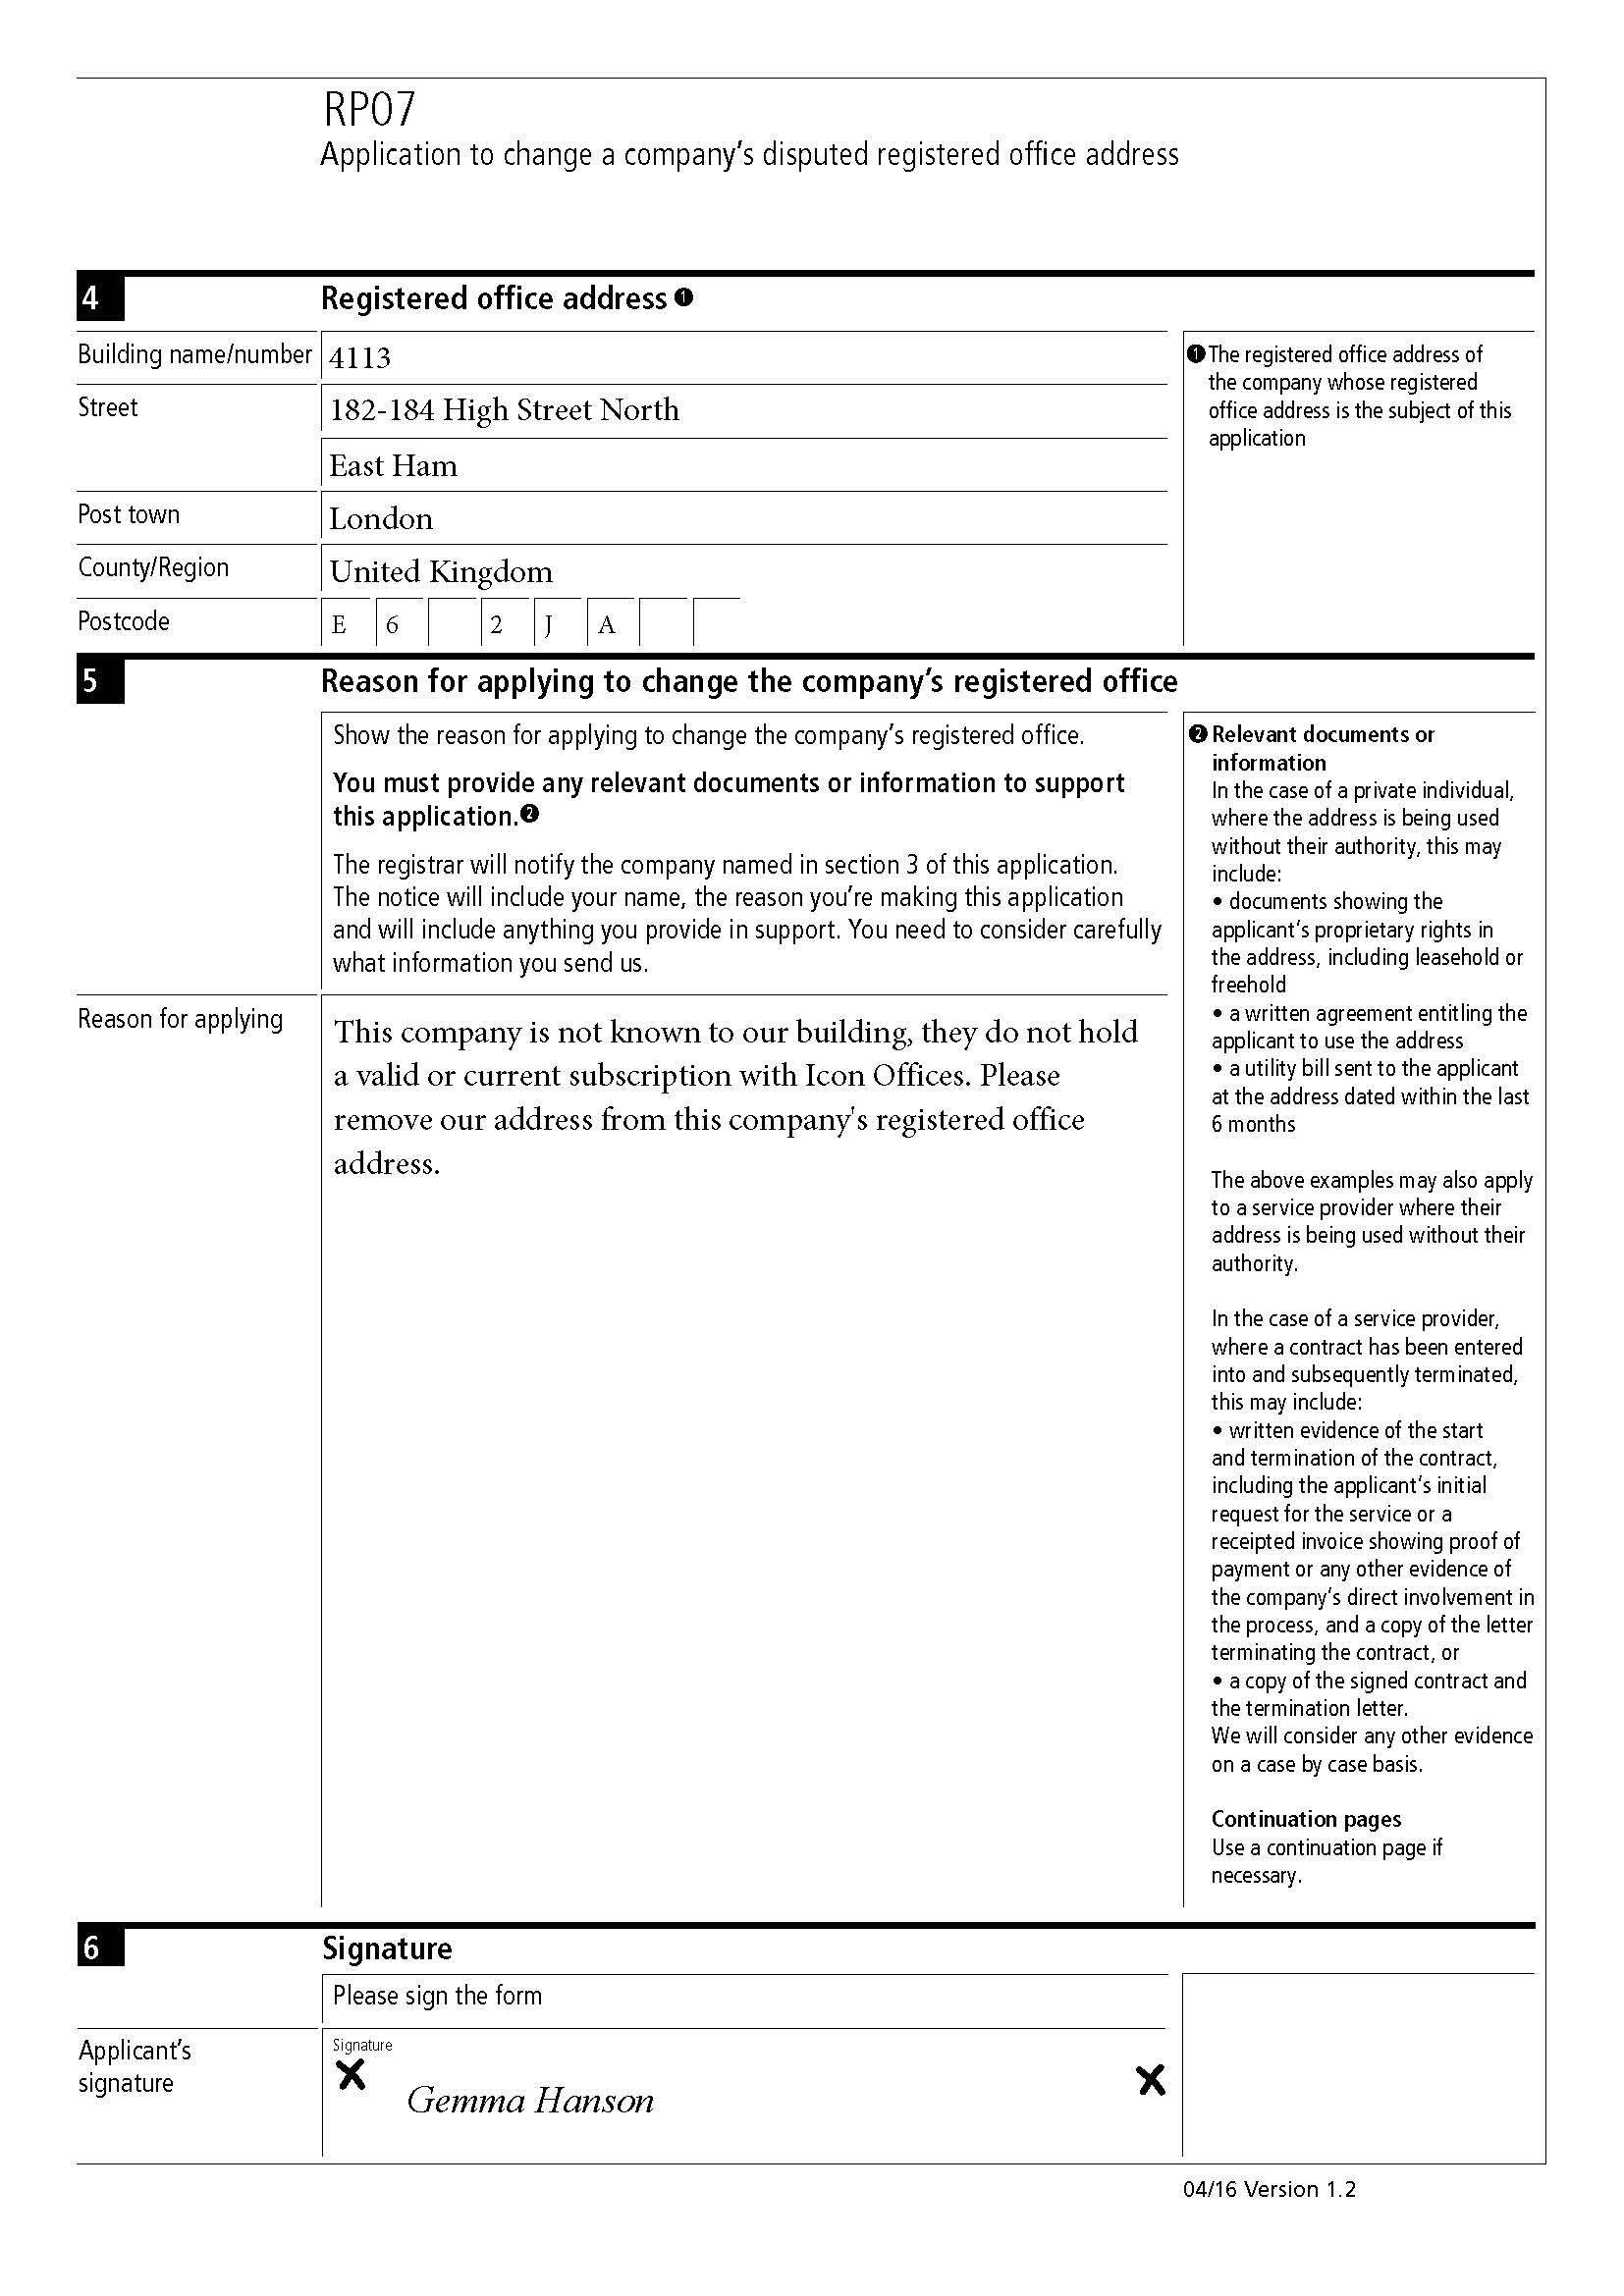 RP07
Application to change a company's disputed registered office address
4
Registered office address ❶
Building name/number
4113
Street
182-184 High Street North
East Ham
Post town
London
County/Region
United Kingdom
Postcode
E 6 2 J A
❶ The registered office address of
the company whose registered
office address is the subject of this
application
5
Reason for applying to change the company's registered office
Show the reason for applying to change the company's registered office.
You must provide any relevant documents or information to support
this application.❷
The registrar will notify the company named in section 3 of this application.
The notice will include your name, the reason you're making this application
and will include anything you provide in support. You need to consider carefully
what information you send us.
Reason for applying
This company is not known to our building, they do not hold
a valid or current subscription with Icon Offices. Please
remove our address from this company's registered office
address.
❷ Relevant documents or
information
In the case of a private individual,
where the address is being used
without their authority, this may
include:
• documents showing the
applicant's proprietary rights in
the address, including leasehold or
freehold
• a written agreement entitling the
applicant to use the address
• a utility bill sent to the applicant
at the address dated within the last
6 months
The above examples may also apply
to a service provider where their
address is being used without their
authority.
In the case of a service provider,
where a contract has been entered
into and subsequently terminated,
this may include:
• written evidence of the start
and termination of the contract,
including the applicant's initial
request for the service or a
receipted invoice showing proof of
payment or any other evidence of
the company's direct involvement in
the process, and a copy of the letter
terminating the contract, or
• a copy of the signed contract and
the termination letter.
We will consider any other evidence
on a case by case basis.
Continuation pages
Use a continuation page if
necessary.
6
Signature
Please sign the form
Applicant's
signature
Signature
✖ ✖
Gemma Hanson
04/16 Version 1.2